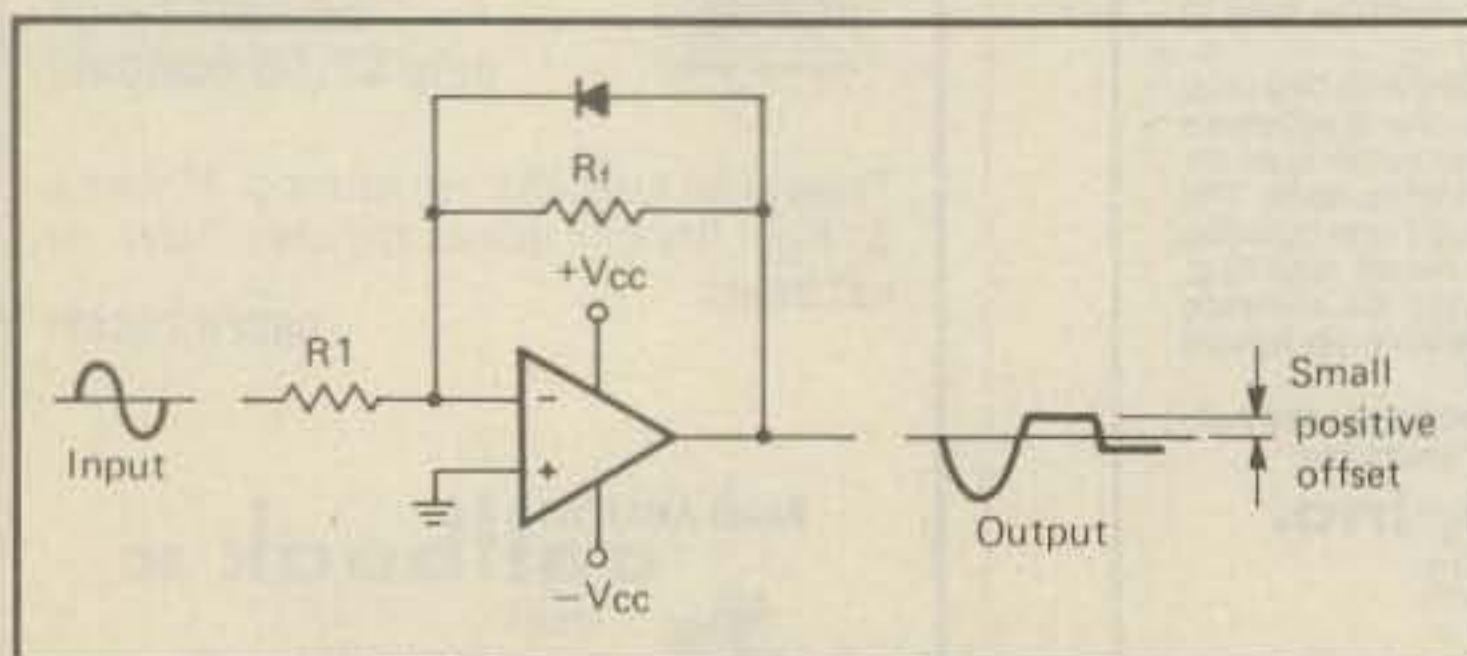 Rf
+Vcc
R1
−
+
Input
−Vcc
Output
Small
positive
offset